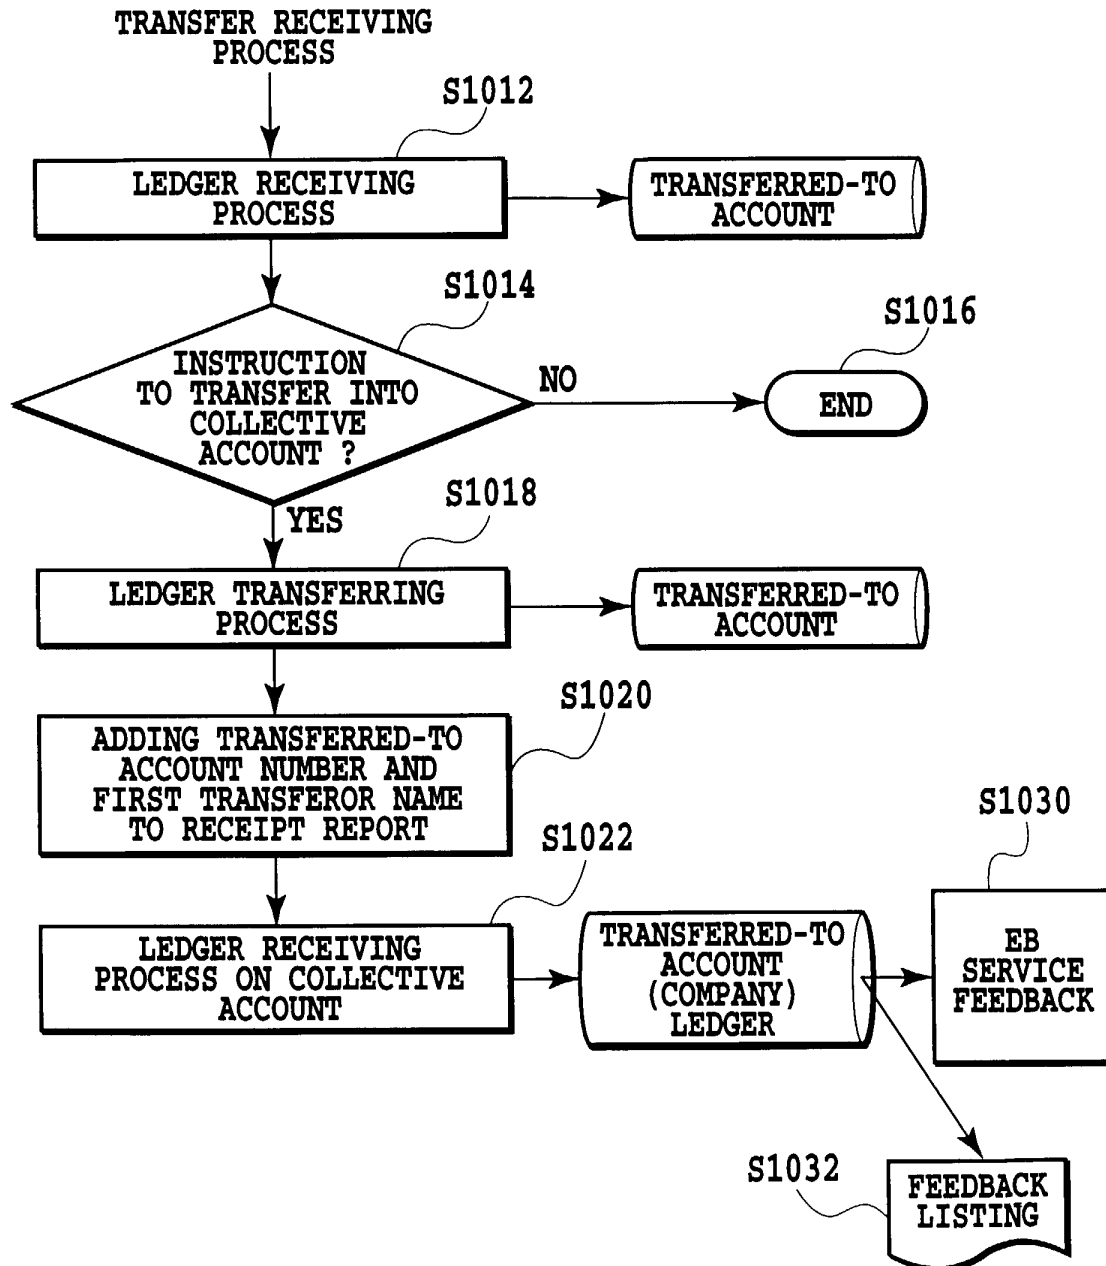 TRANSFER RECEIVING
PROCESS
S1012
LEDGER RECEIVING
PROCESS
TRANSFERRED-TO
ACCOUNT
S1014
INSTRUCTION
TO TRANSFER INTO
COLLECTIVE
ACCOUNT ?
NO
S1016
END
YES
S1018
LEDGER TRANSFERRING
PROCESS
TRANSFERRED-TO
ACCOUNT
S1020
ADDING TRANSFERRED-TO
ACCOUNT NUMBER AND
FIRST TRANSFEROR NAME
TO RECEIPT REPORT
S1022
LEDGER RECEIVING
PROCESS ON COLLECTIVE
ACCOUNT
TRANSFERRED-TO
ACCOUNT
(COMPANY)
LEDGER
S1030
EB
SERVICE
FEEDBACK
S1032
FEEDBACK
LISTING